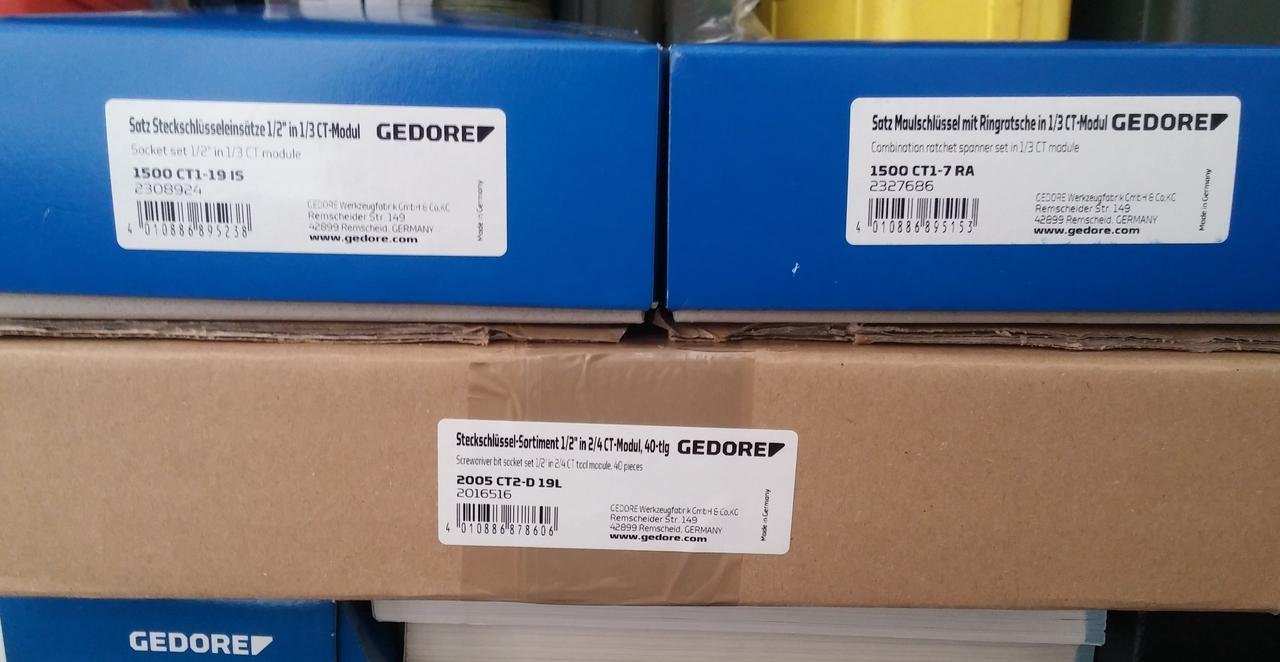 Satz Steckschlüsseleinsätze 1/2" in 1/3 CT-Modul GEDORE
Socket set 1/2" in 1/3 CT module
1500 CT1-19 IS
2308924
4 010886 895238
GEDORE Werkzeugfabrik GmbH & Co.KG
Remscheider Str. 149
42899 Remscheid, GERMANY
www.gedore.com
Made in Germany
Satz Maulschlüssel mit Ringratsche in 1/3 CT-Modul GEDORE
Combination ratchet spanner set in 1/3 CT module
1500 CT1-7 RA
2327686
4 010886 895153
GEDORE Werkzeugfabrik GmbH & Co.KG
Remscheider Str. 149
42899 Remscheid, GERMANY
www.gedore.com
Made in Germany
Steckschlüssel-Sortiment 1/2" in 2/4 CT-Modul, 40-tlg GEDORE
Screwdriver bit socket set 1/2" in 2/4 CT tool module, 40 pieces
2005 CT2-D 19L
2016516
4 010886 878606
GEDORE Werkzeugfabrik GmbH & Co.KG
Remscheider Str. 149
42899 Remscheid, GERMANY
www.gedore.com
Made in Germany
GEDORE